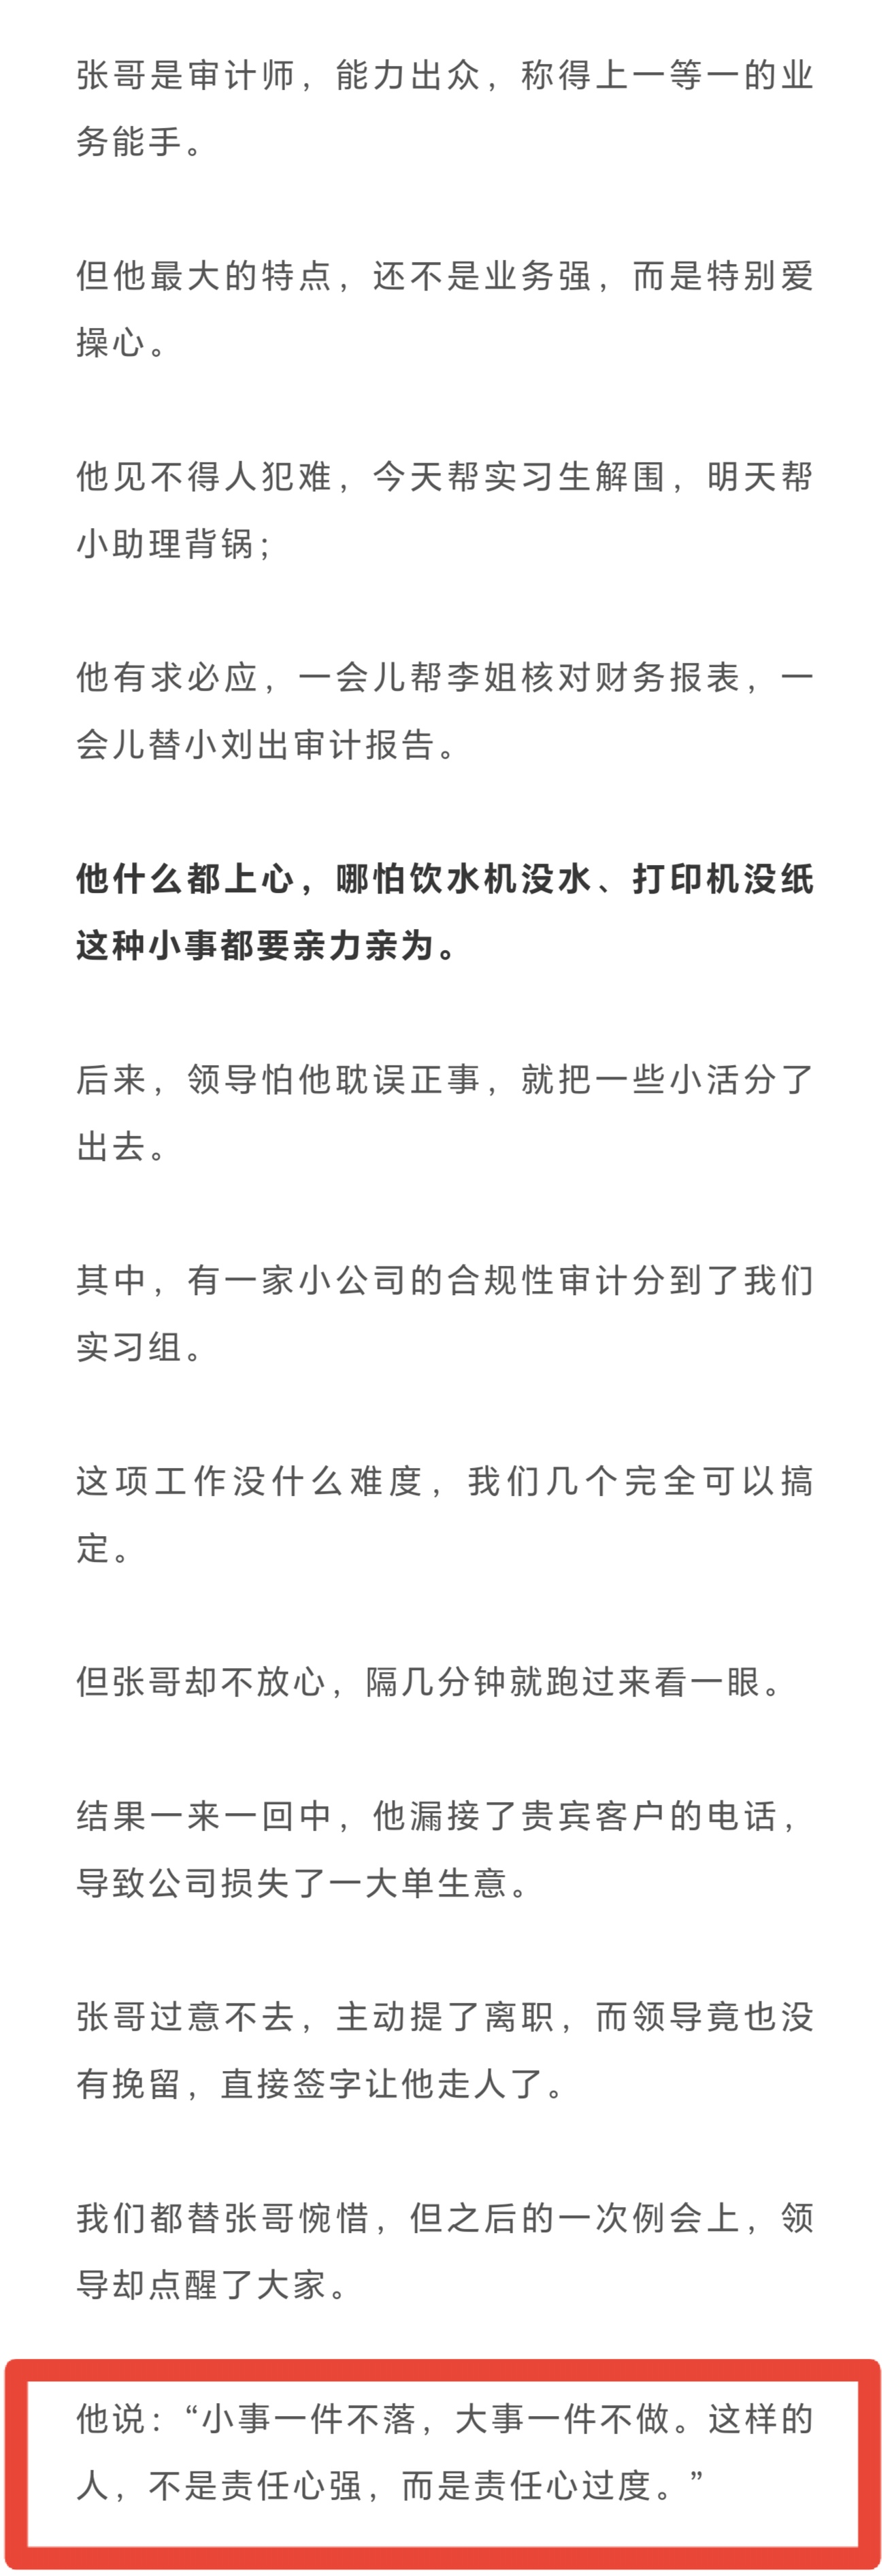 张哥是审计师，能力出众，称得上一等一的业
务能手。
但他最大的特点，还不是业务强，而是特别爱
操心。
他见不得人犯难，今天帮实习生解围，明天帮
小助理背锅；
他有求必应，一会儿帮李姐核对财务报表，一
会儿替小刘出审计报告。
他什么都上心，哪怕饮水机没水、打印机没纸
这种小事都要亲力亲为。
后来，领导怕他耽误正事，就把一些小活分了
出去。
其中，有一家小公司的合规性审计分到了我们
实习组。
这项工作没什么难度，我们几个完全可以搞
定。
但张哥却不放心，隔几分钟就跑过来看一眼。
结果一来一回中，他漏接了贵宾客户的电话，
导致公司损失了一大单生意。
张哥过意不去，主动提了离职，而领导竟也没
有挽留，直接签字让他走人了。
我们都替张哥惋惜，但之后的一次例会上，领
导却点醒了大家。
他说：“小事一件不落，大事一件不做。这样的
人，不是责任心强，而是责任心过度。”